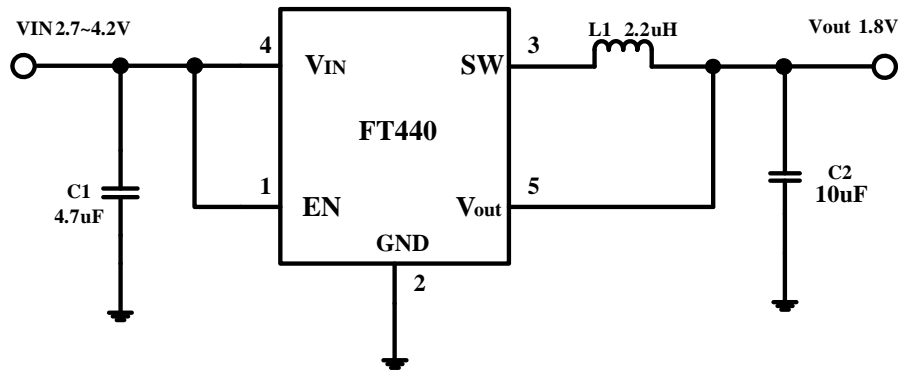 VIN 2.7~4.2V
4
VIN
SW
3
L1 2.2uH
Vout 1.8V
FT440
C1
4.7uF
1
EN
Vout
5
C2
10uF
GND
2